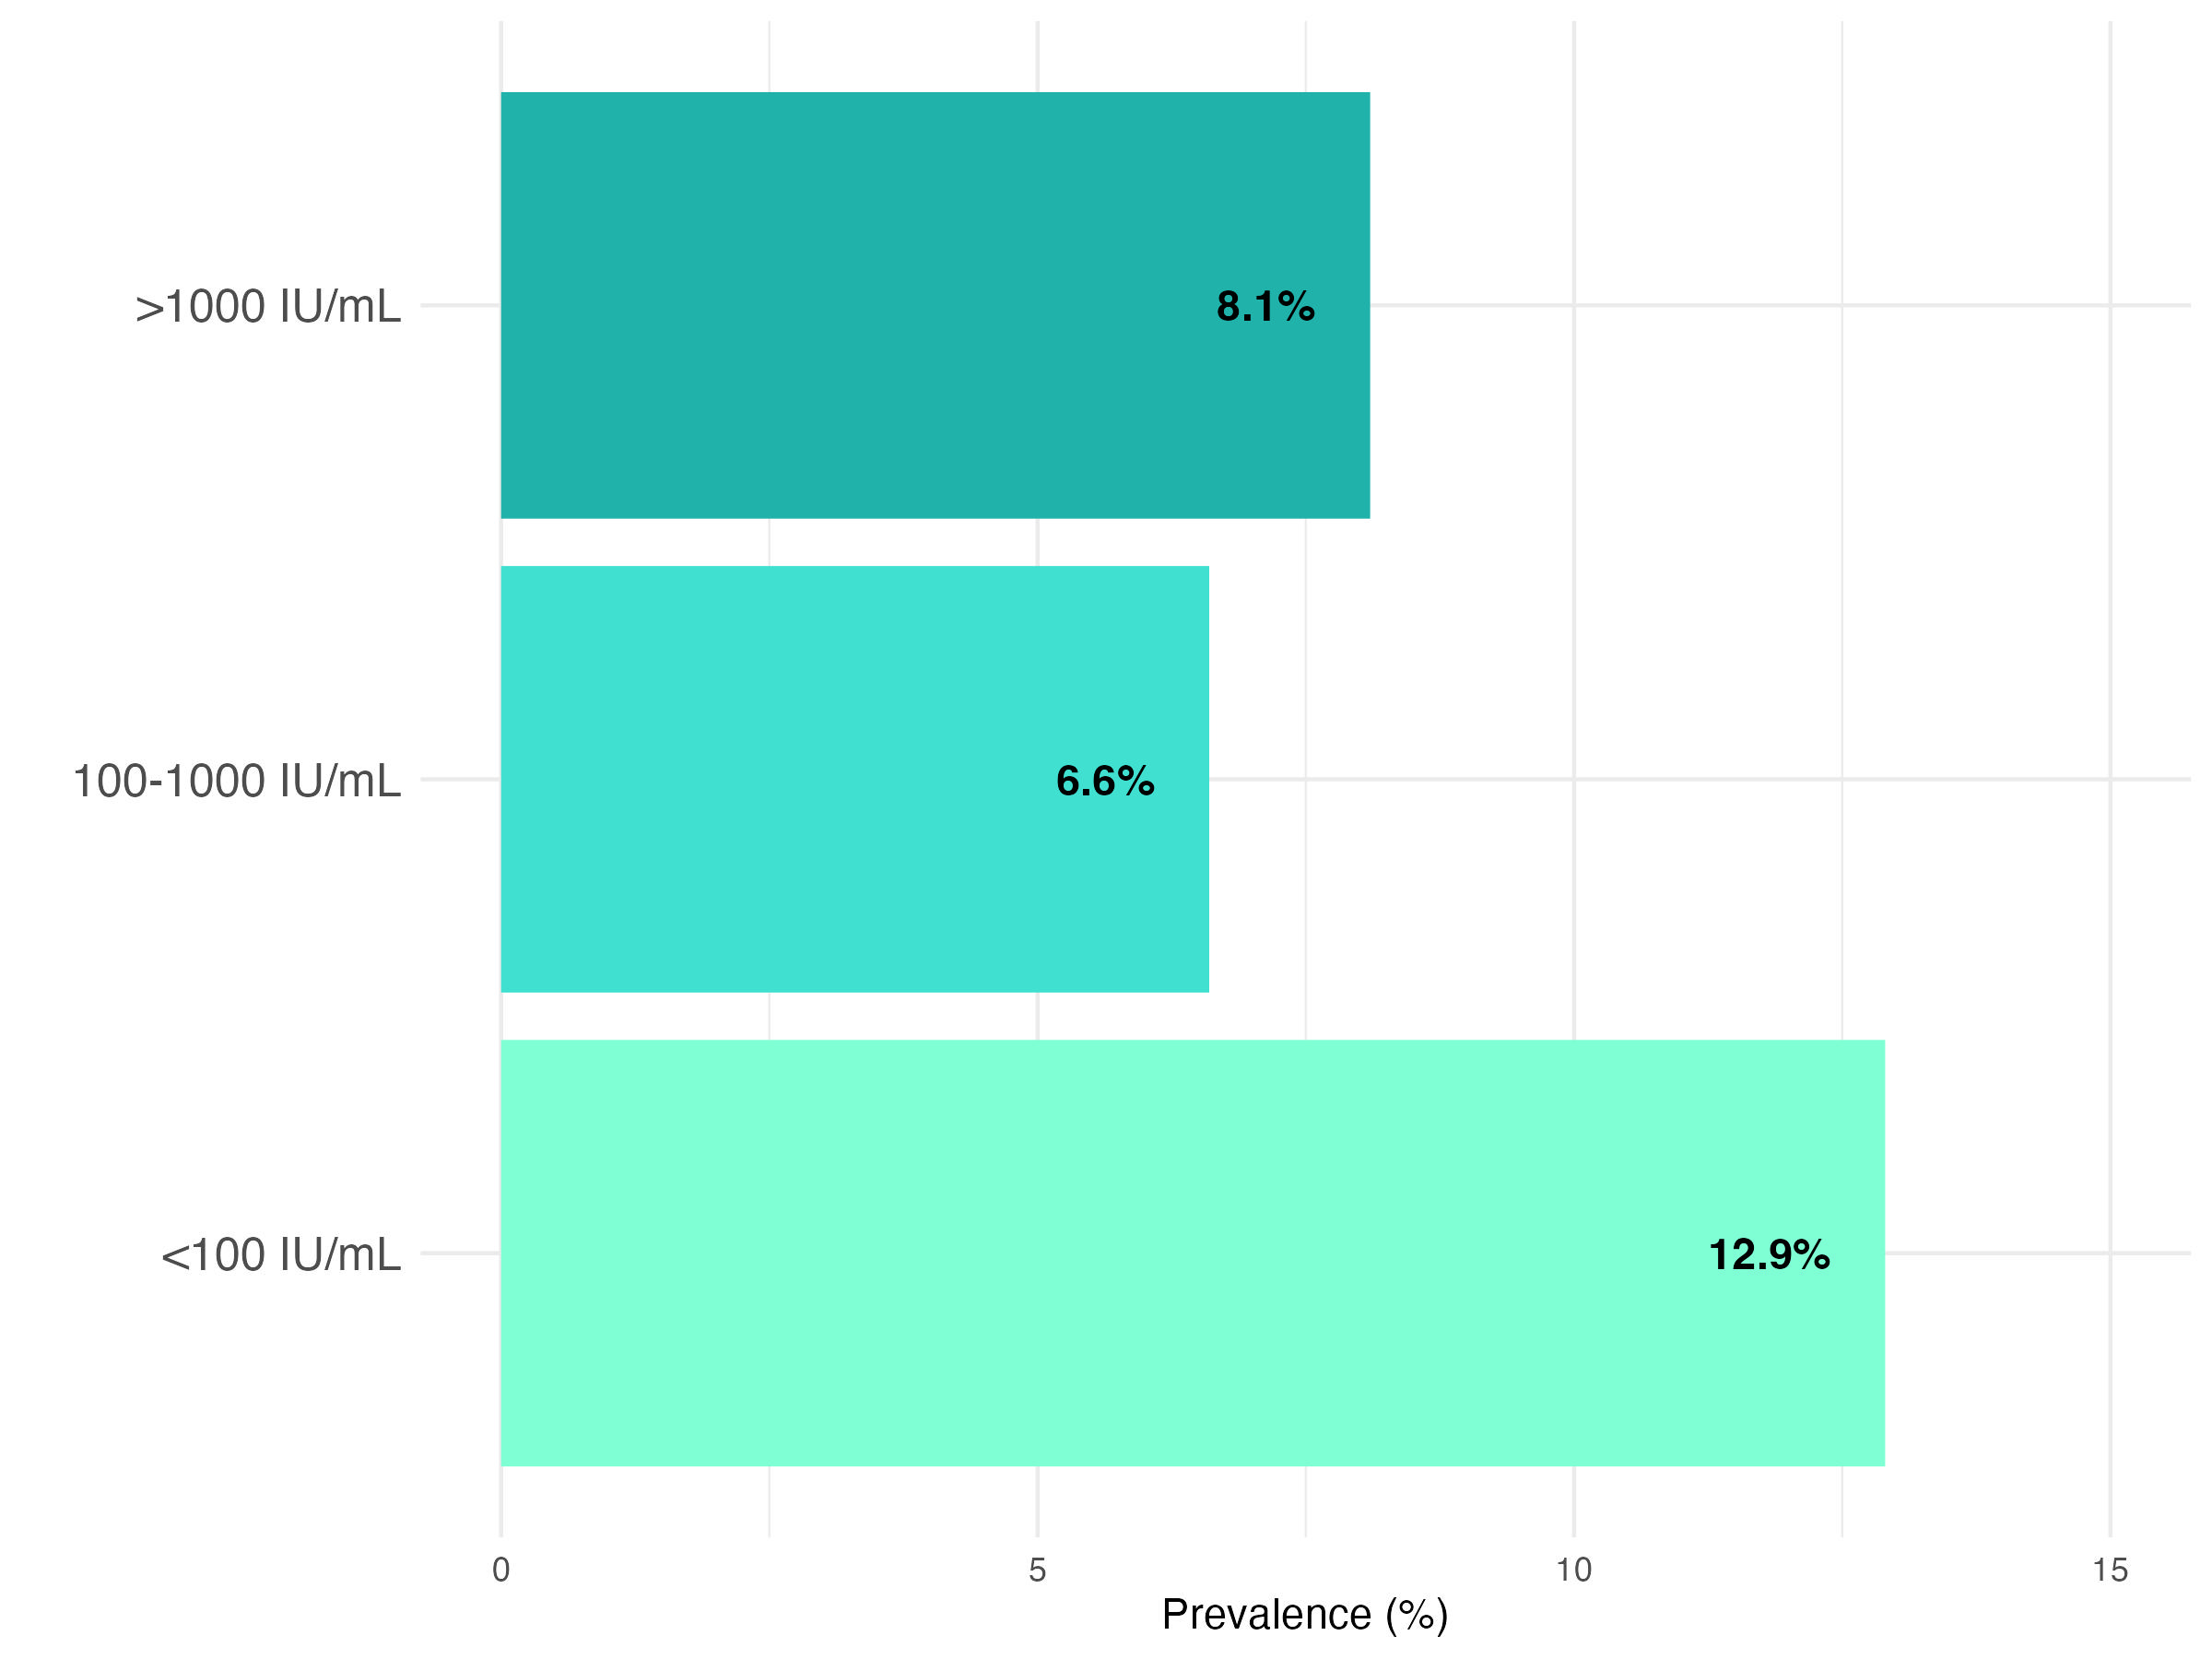 >1000 IU/mL
8.1%
100-1000 IU/mL
6.6%
<100 IU/mL
12.9%
0 5 10 15
Prevalence (%)